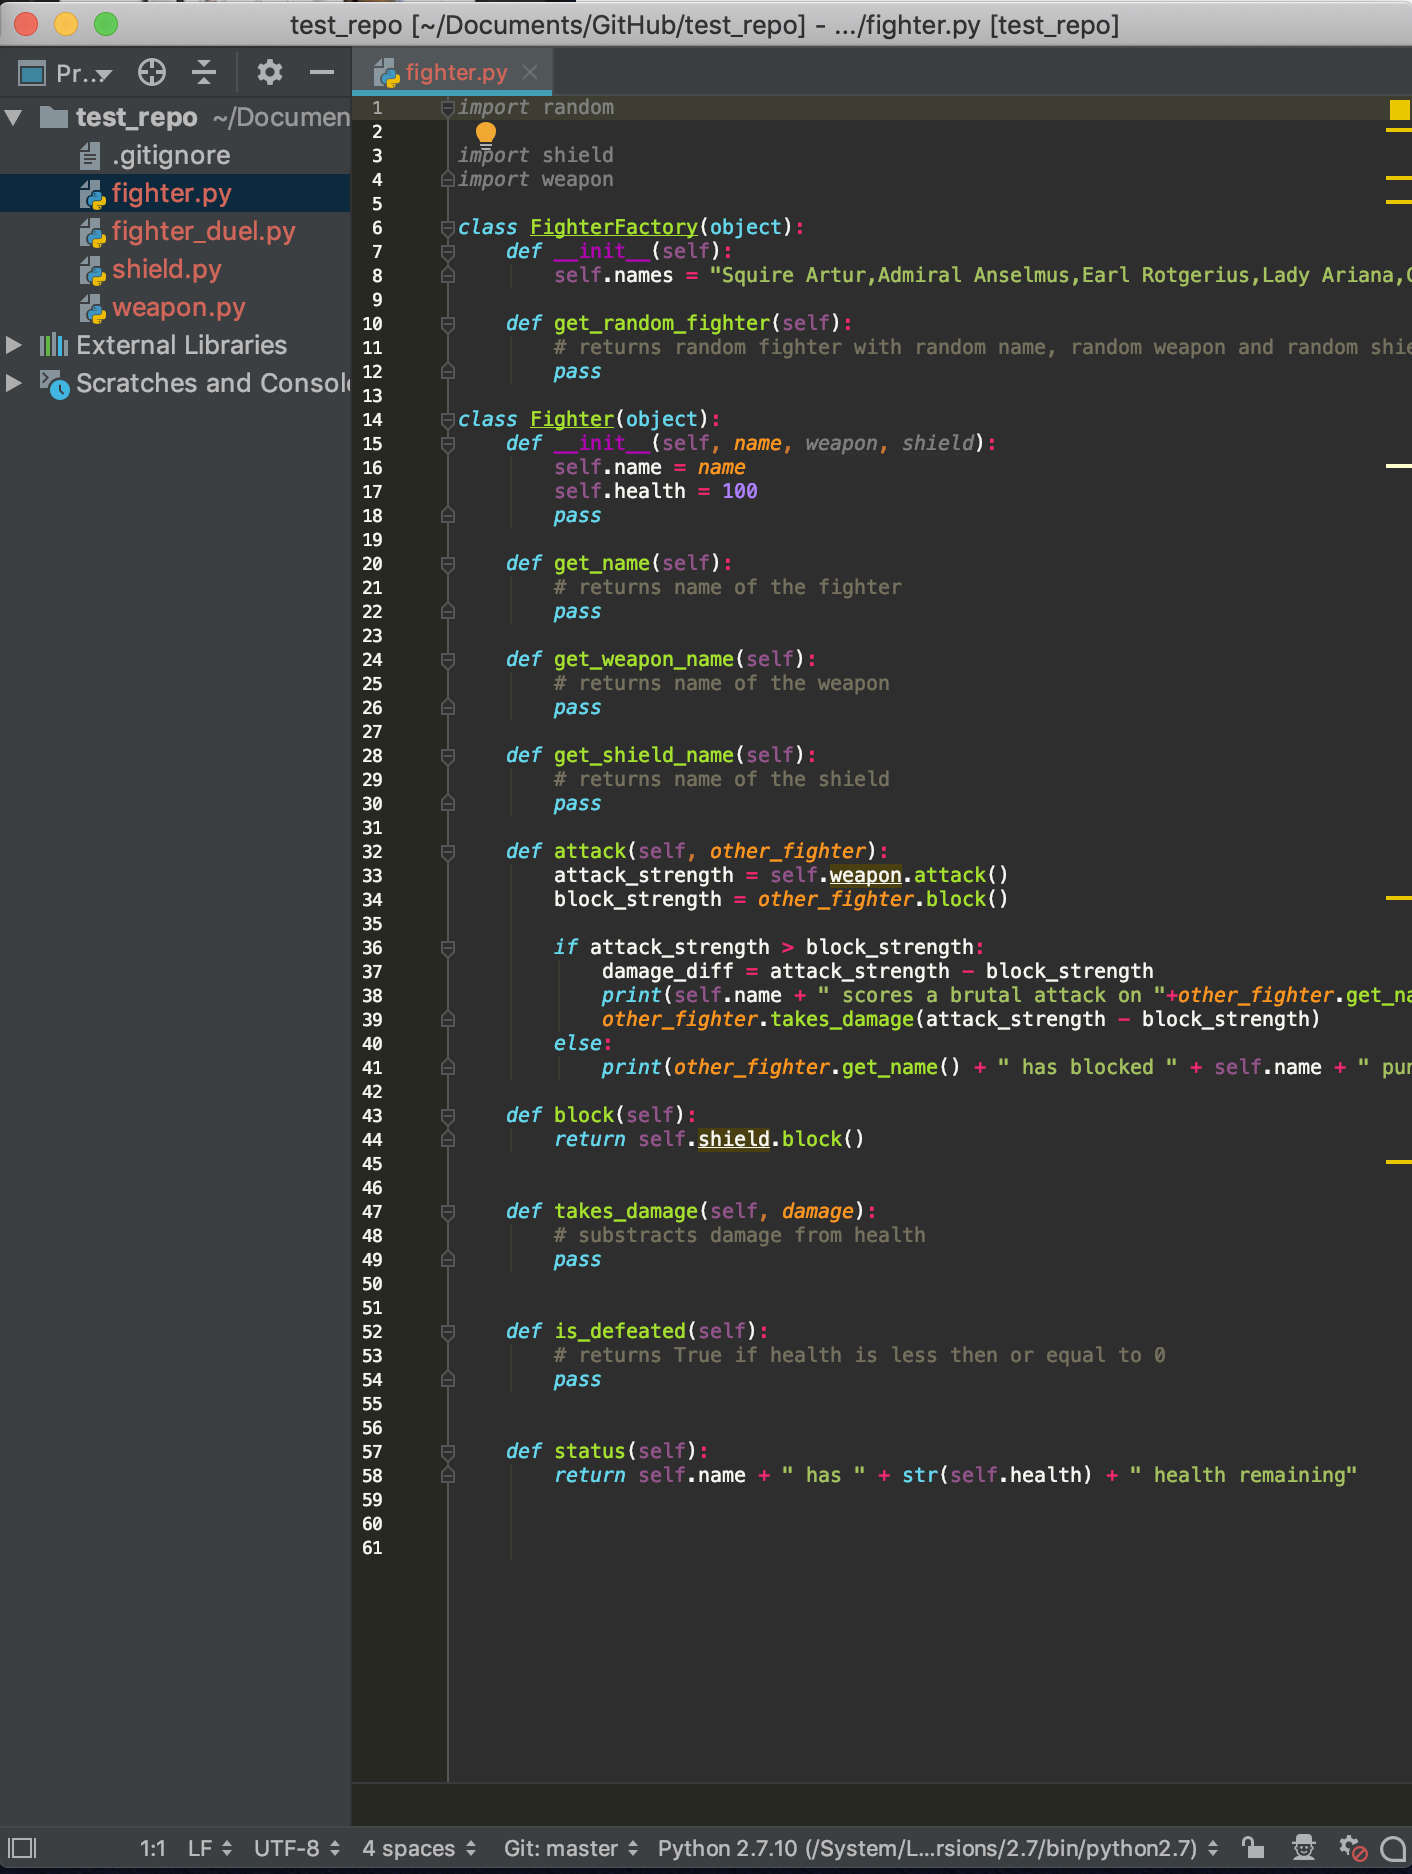 test_repo [~/Documents/GitHub/test_repo] - .../fighter.py [test_repo]
Pr...
fighter.py
test_repo ~/Documen
.gitignore
fighter.py
fighter_duel.py
shield.py
weapon.py
External Libraries
Scratches and Consol
1 import random
2
3 import shield
4 import weapon
5
6 class FighterFactory(object):
7 def __init__(self):
8 self.names = "Squire Artur,Admiral Anselmus,Earl Rotgerius,Lady Ariana,
9
10 def get_random_fighter(self):
11 # returns random fighter with random name, random weapon and random shie
12 pass
13
14 class Fighter(object):
15 def __init__(self, name, weapon, shield):
16 self.name = name
17 self.health = 100
18 pass
19
20 def get_name(self):
21 # returns name of the fighter
22 pass
23
24 def get_weapon_name(self):
25 # returns name of the weapon
26 pass
27
28 def get_shield_name(self):
29 # returns name of the shield
30 pass
31
32 def attack(self, other_fighter):
33 attack_strength = self.weapon.attack()
34 block_strength = other_fighter.block()
35
36 if attack_strength > block_strength:
37 damage_diff = attack_strength - block_strength
38 print(self.name + " scores a brutal attack on "+other_fighter.get_na
39 other_fighter.takes_damage(attack_strength - block_strength)
40 else:
41 print(other_fighter.get_name() + " has blocked " + self.name + " pun
42
43 def block(self):
44 return self.shield.block()
45
46
47 def takes_damage(self, damage):
48 # substracts damage from health
49 pass
50
51
52 def is_defeated(self):
53 # returns True if health is less then or equal to 0
54 pass
55
56
57 def status(self):
58 return self.name + " has " + str(self.health) + " health remaining"
59
60
61
1:1 LF UTF-8 4 spaces Git: master Python 2.7.10 (/System/L...rsions/2.7/bin/python2.7)